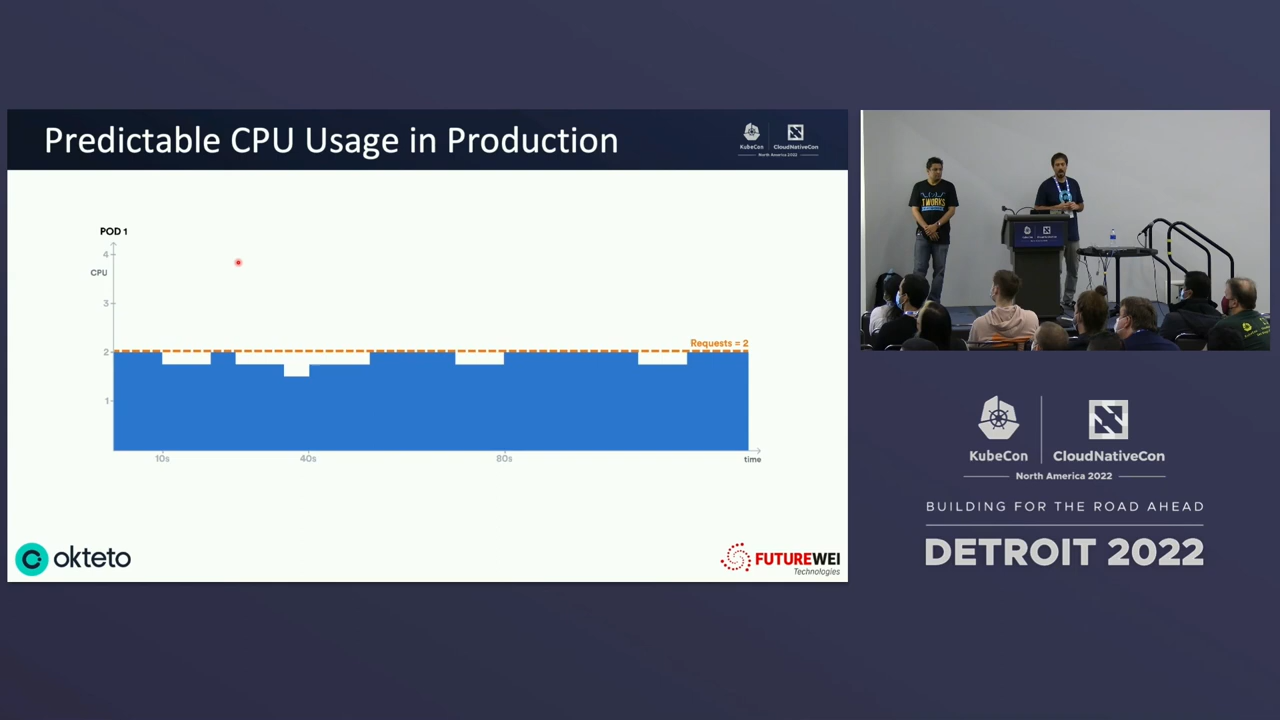 Predictable CPU Usage in Production
KubeCon
CloudNativeCon
North America 2022
POD 1
4
CPU
3
2
Requests = 2
1
10s
40s
80s
time
okteto
FUTUREWEI
Technologies
KubeCon
CloudNativeCon
North America 2022
BUILDING FOR THE ROAD AHEAD
DETROIT 2022